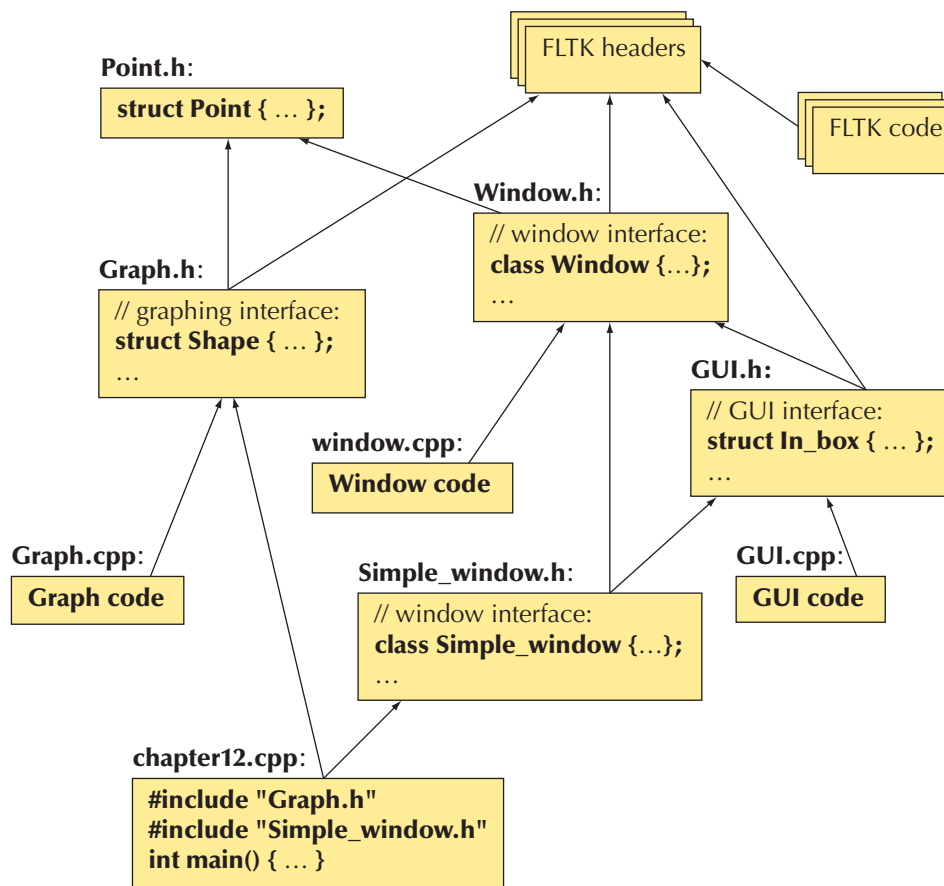 FLTK headers
Point.h:
struct Point { … };
FLTK code
Window.h:
// window interface:
class Window {…};
…
Graph.h:
// graphing interface:
struct Shape { … };
…
GUI.h:
// GUI interface:
struct In_box { … };
…
window.cpp:
Window code
Graph.cpp:
Graph code
Simple_window.h:
// window interface:
class Simple_window {…};
…
GUI.cpp:
GUI code
chapter12.cpp:
#include "Graph.h"
#include "Simple_window.h"
int main() { … }